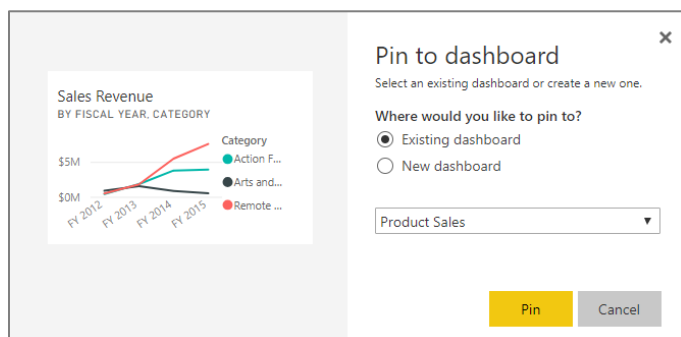 Sales Revenue
BY FISCAL YEAR, CATEGORY
Category
Action F...
Arts and...
Remote ...
$5M
$0M
FY 2012
FY 2013
FY 2014
FY 2015
Pin to dashboard
Select an existing dashboard or create a new one.
Where would you like to pin to?
Existing dashboard
New dashboard
Product Sales
Pin
Cancel